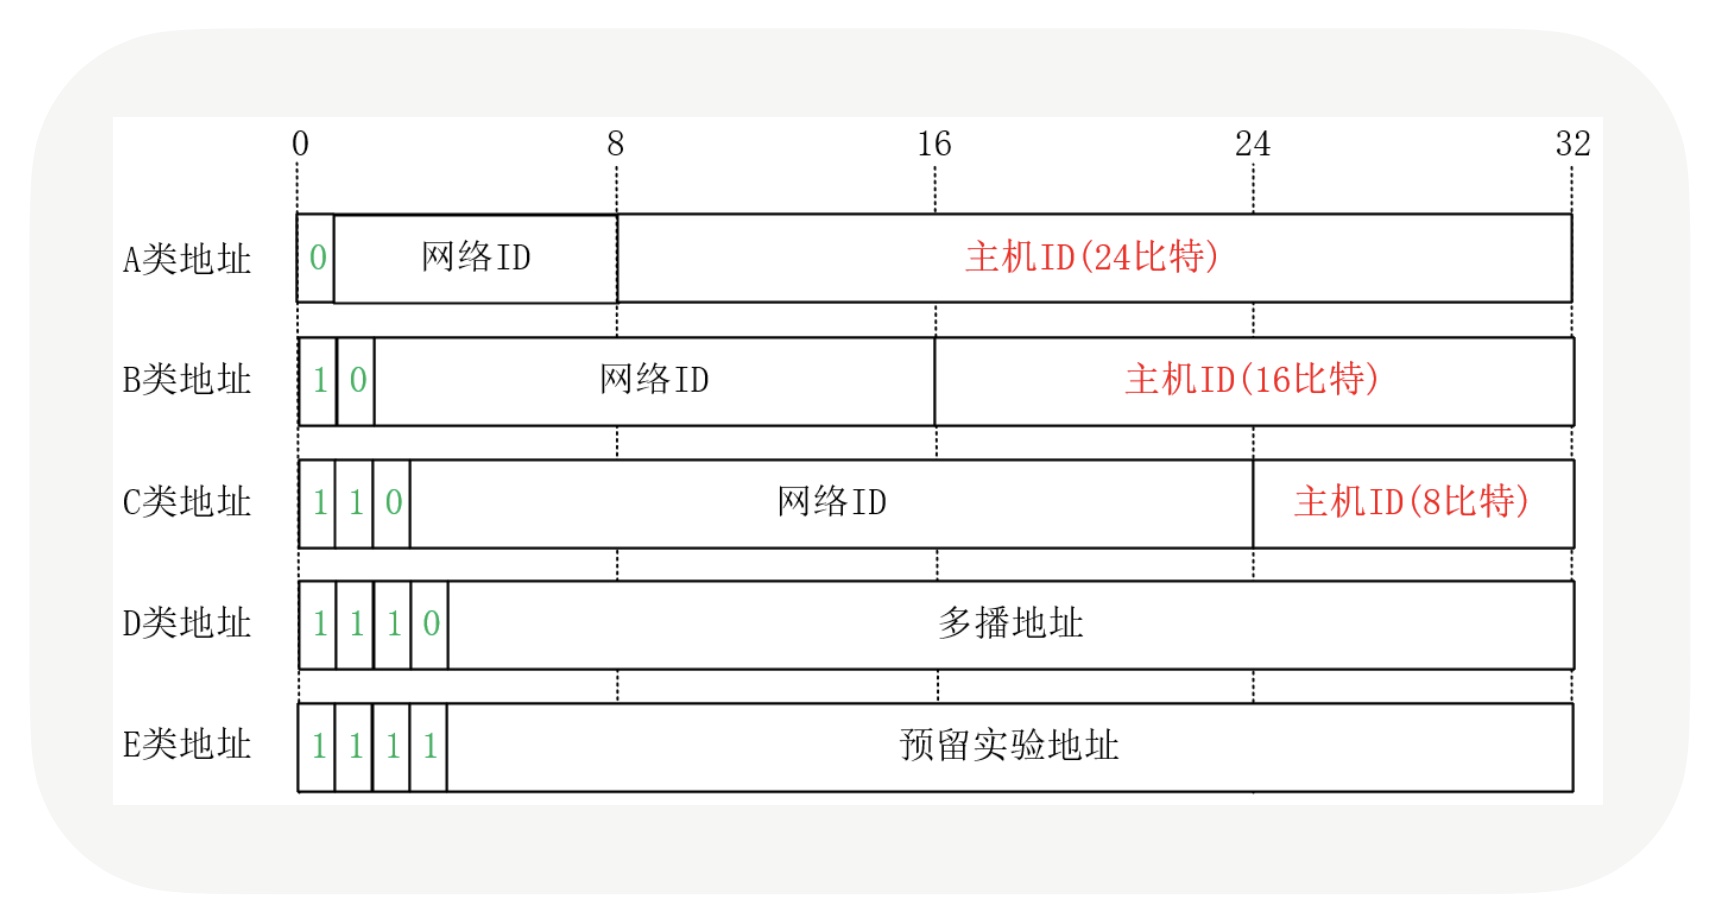 0 8 16 24 32
A类地址 0 网络ID 主机ID(24比特)
B类地址 1 0 网络ID 主机ID(16比特)
C类地址 1 1 0 网络ID 主机ID(8比特)
D类地址 1 1 1 0 多播地址
E类地址 1 1 1 1 预留实验地址